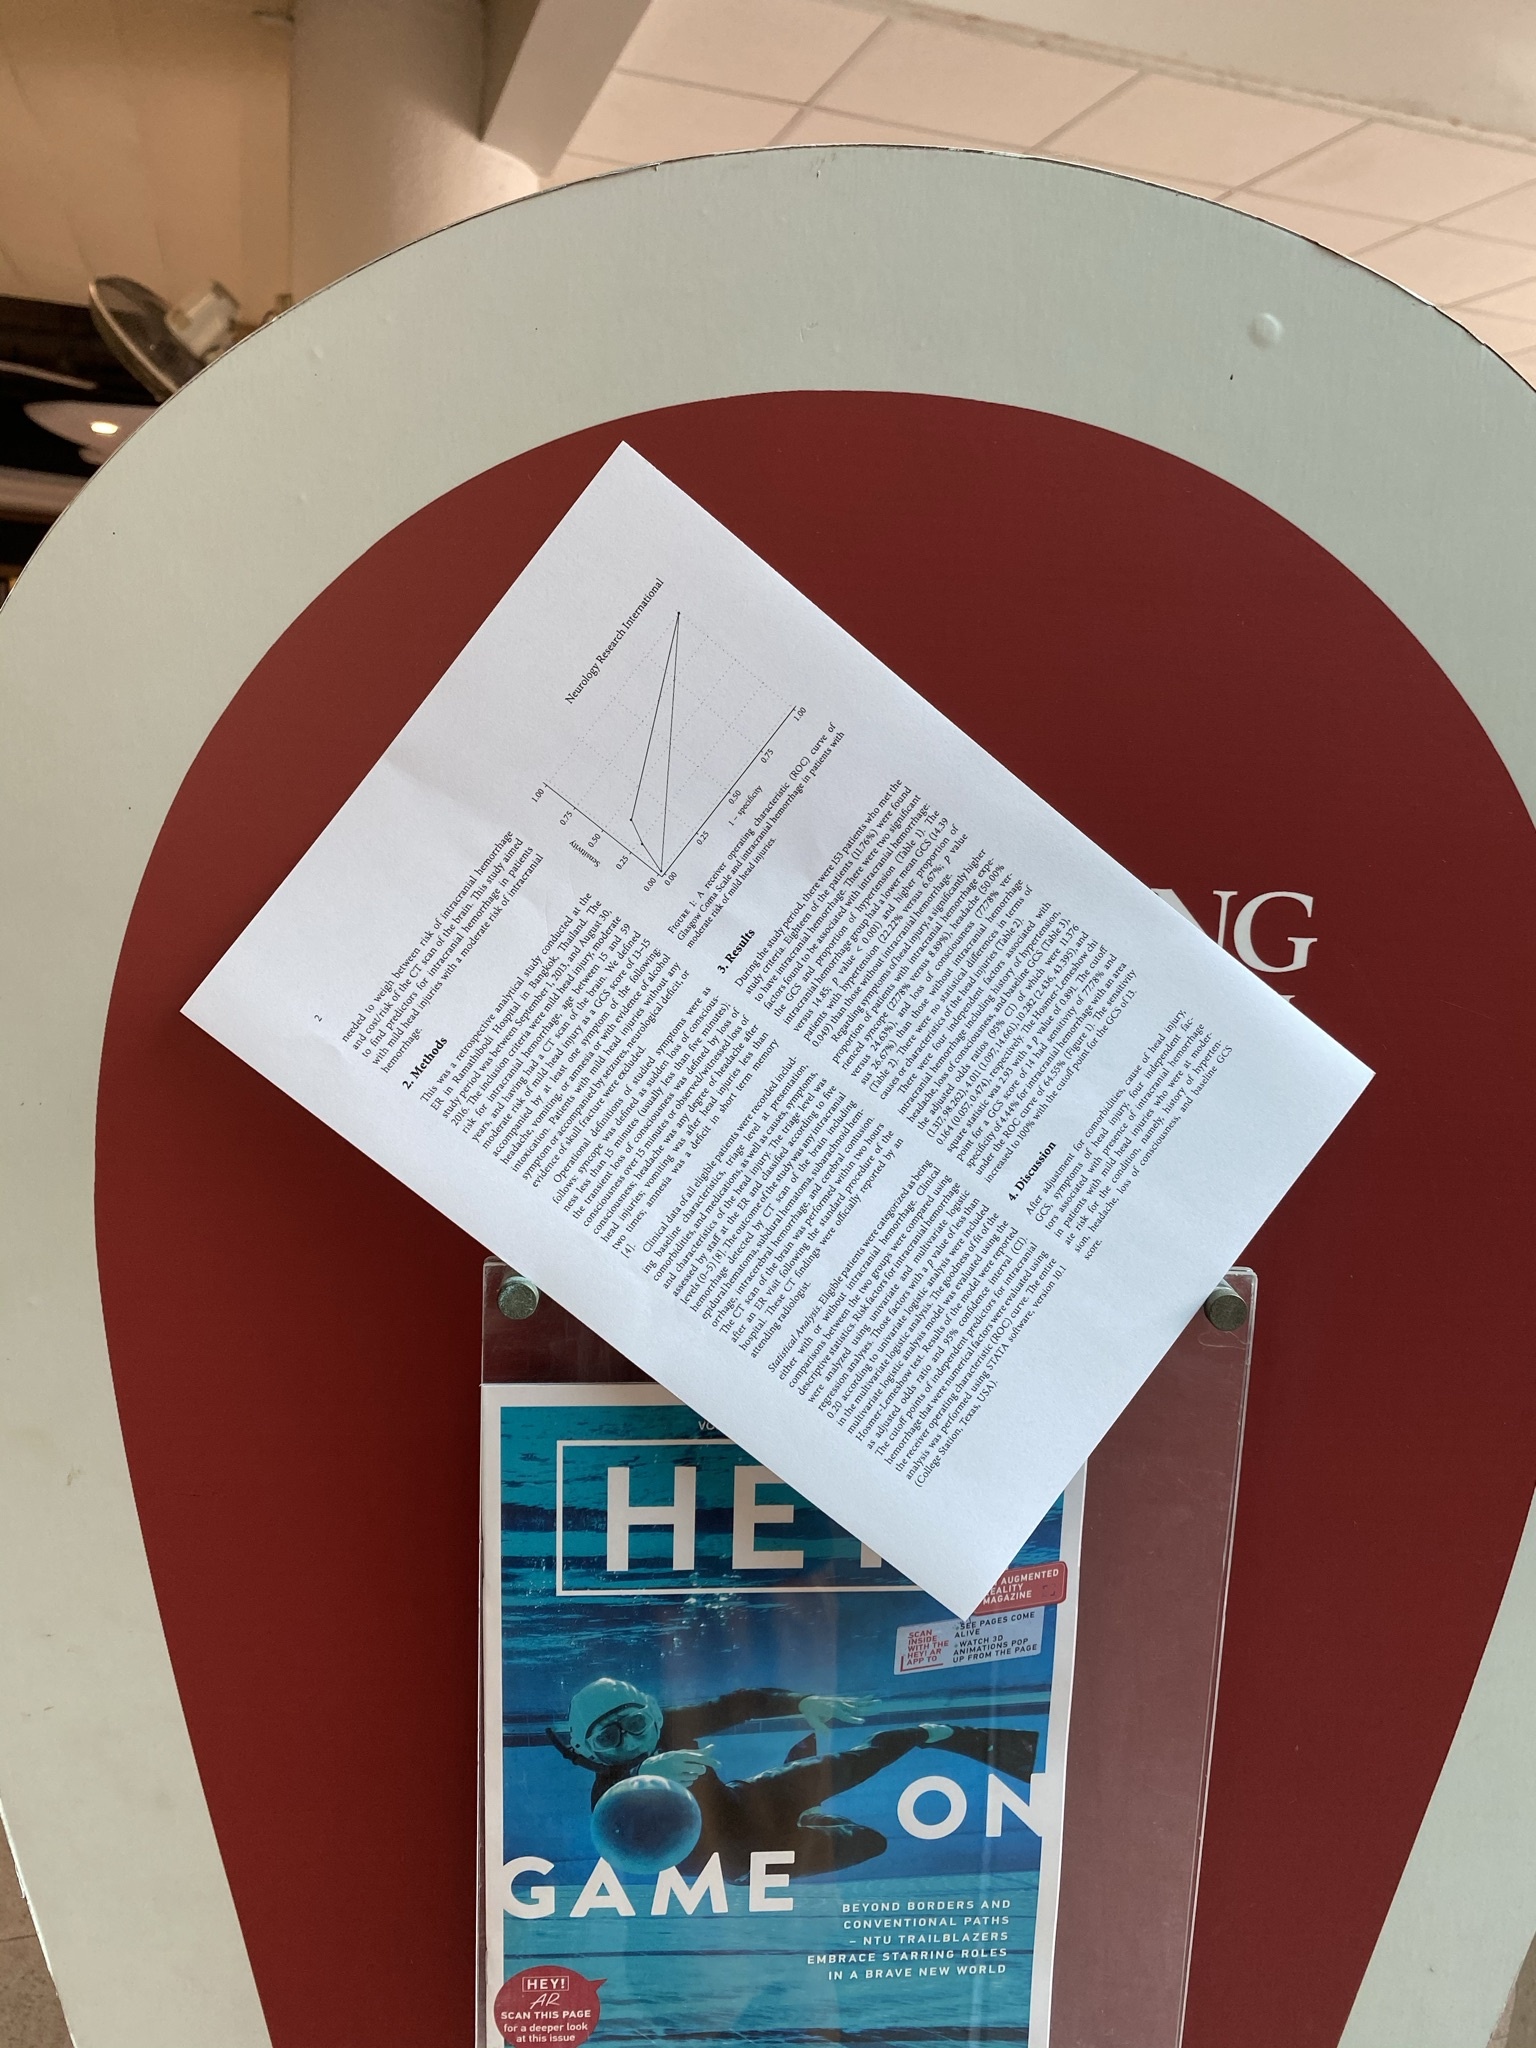 2
Neurology Research International
needed to weigh between risk of intracranial hemorrhage
and cost/risk of the CT scan of the brain. This study aimed
to find predictors for intracranial hemorrhage in patients
with mild head injuries with a moderate risk of intracranial
hemorrhage.
2. Methods
This was a retrospective analytical study conducted at the
ER of Ramathibodi Hospital in Bangkok, Thailand. The
study period was between September 1, 2013, and August 30,
2016. The inclusion criteria were mild head injury, moderate
risk for intracranial hemorrhage, age between 15 and 59
years, and having had a CT scan of the brain. We defined
moderate risk of mild head injury as a GCS score of 13–15
accompanied by at least one symptom of the following:
headache, vomiting, or amnesia or with evidence of alcohol
intoxication. Patients with mild head injuries without any
symptom or accompanied by seizures, neurological deficit, or
evidence of skull fracture were excluded.
Operational definitions of studied symptoms were as
follows: syncope was defined as sudden loss of conscious-
ness less than 15 minutes (usually less than five minutes);
the transient loss of consciousness was defined by loss of
consciousness over 15 minutes or observed/witnessed loss of
consciousness; headache was any degree of headache after
head injuries; vomiting was after head injuries less than
two times; amnesia was a deficit in short term memory
[4].
Clinical data of all eligible patients were recorded includ-
ing baseline characteristics, triage level at presentation,
comorbidities, and medications, as well as causes, symptoms,
and characteristics of the head injury. The triage level was
assessed by staff at the ER and classified according to five
levels (0–5) [8]. The outcome of the study was any intracranial
hemorrhage detected by CT scan of the brain including
epidural hematoma, subdural hematoma, subarachnoid hem-
orrhage, intracerebral hemorrhage, and cerebral contusion.
The CT scan of the brain was performed within two hours
after an ER visit following the standard procedure of the
hospital. These CT findings were officially reported by an
attending radiologist.
Statistical Analysis. Eligible patients were categorized as being
either with or without intracranial hemorrhage. Clinical
comparisons between the two groups were compared using
descriptive statistics. Risk factors for intracranial hemorrhage
were analyzed using univariate and multivariate logistic
regression analyses. Those factors with a p value of less than
0.20 according to univariate logistic analysis were included
in the multivariate logistic analysis. The goodness of fit of the
multivariate logistic analysis model was evaluated using the
Hosmer-Lemeshow test. Results of the model were reported
as adjusted odds ratio and 95% confidence interval (CI).
The cutoff points of independent predictors for intracranial
hemorrhage that were numerical factors were evaluated using
the receiver operating characteristic (ROC) curve. The entire
analysis was performed using STATA software, version 10.1
(College Station, Texas, USA).
1.00
0.75
0.50
0.25
0.00
Sensitivity
0.00
0.25
0.50
0.75
1.00
1 − specificity
Figure 1: A receiver operating characteristic (ROC) curve of
Glasgow Coma Scale and intracranial hemorrhage in patients with
moderate risk of mild head injuries.
3. Results
During the study period, there were 153 patients who met the
study criteria. Eighteen of the patients (11.76%) were found
to have intracranial hemorrhage. There were two significant
factors found to be associated with intracranial hemorrhage:
the GCS and proportion of hypertension (Table 1). The
intracranial hemorrhage group had a lower mean GCS (14.39
versus 14.85; p value < 0.001) and higher proportion of
patients with hypertension (22.22% versus 6.67%; p value
0.049) than those without intracranial hemorrhage.
Regarding symptoms of head injury, a significantly higher
proportion of patients with intracranial hemorrhage expe-
rienced syncope (27.78% versus 8.89%), headache (50.00%
versus 24.63%), and loss of consciousness (77.78% ver-
sus 26.67%) than those without intracranial hemorrhage
(Table 2). There were no statistical differences in terms of
causes or characteristics of the head injuries (Table 2).
There were four independent factors associated with
intracranial hemorrhage including history of hypertension,
headache, loss of consciousness, and baseline GCS (Table 3),
the adjusted odds ratios (95% CI) of which were 11.376
(1.337, 98.262), 4.011 (1.097, 14.661), 10.282 (2.436, 43.395), and
0.164 (0.057, 0.474), respectively. The Hosmer-Lemeshow chi
square statistic was 2.93 with a p value of 0.891. The cutoff
point for a GCS score of 14 had sensitivity of 77.78% and
specificity of 4.44% for intracranial hemorrhage with an area
under the ROC curve of 64.55% (Figure 1). The sensitivity
increased to 100% with the cutoff point for the GCS of 13.
4. Discussion
After adjustment for comorbidities, cause of head injury,
GCS, symptoms of head injury, four independent fac-
tors associated with presence of intracranial hemorrhage
in patients with mild head injuries who were at moder-
ate risk for the condition, namely, history of hyperten-
sion, headache, loss of consciousness, and baseline GCS
score.
NG
HEY
AUGMENTED
REALITY
MAGAZINE
SCAN
INSIDE
WITH THE
HEY! AR
APP TO
SEE PAGES COME
ALIVE
WATCH 3D
ANIMATIONS POP
UP FROM THE PAGE
GAME ON
BEYOND BORDERS AND
CONVENTIONAL PATHS
– NTU TRAILBLAZERS
EMBRACE STARRING ROLES
IN A BRAVE NEW WORLD
HEY!
AR
SCAN THIS PAGE
for a deeper look
at this issue